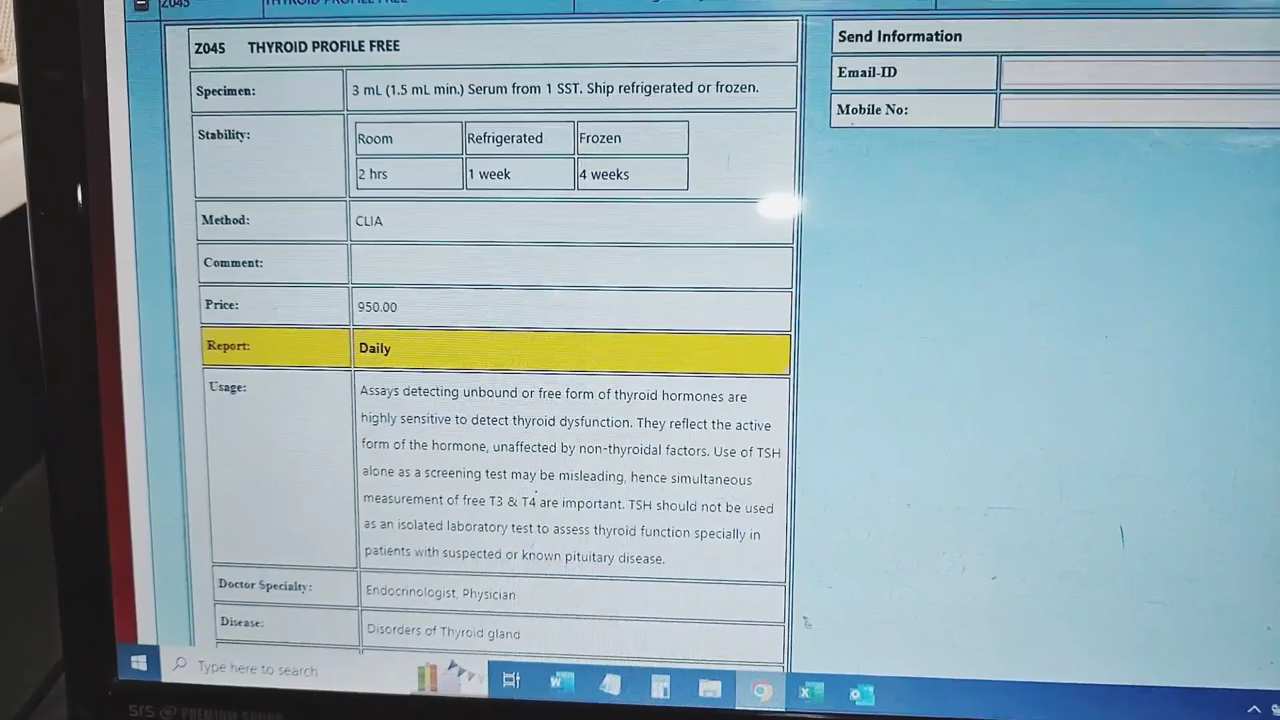 Z045
THYROID PROFILE FREE
Z045 THYROID PROFILE FREE
Specimen: 3 mL (1.5 mL min.) Serum from 1 SST. Ship refrigerated or frozen.
Stability:
Room Refrigerated Frozen
2 hrs 1 week 4 weeks
Method: CLIA
Comment:
Price: 950.00
Report: Daily
Usage: Assays detecting unbound or free form of thyroid hormones are
highly sensitive to detect thyroid dysfunction. They reflect the active
form of the hormone, unaffected by non-thyroidal factors. Use of TSH
alone as a screening test may be misleading, hence simultaneous
measurement of free T3 & T4 are important. TSH should not be used
as an isolated laboratory test to assess thyroid function specially in
patients with suspected or known pituitary disease.
Doctor Specialty: Endocrinologist, Physician
Disease: Disorders of Thyroid gland
Send Information
Email-ID
Mobile No:
Type here to search